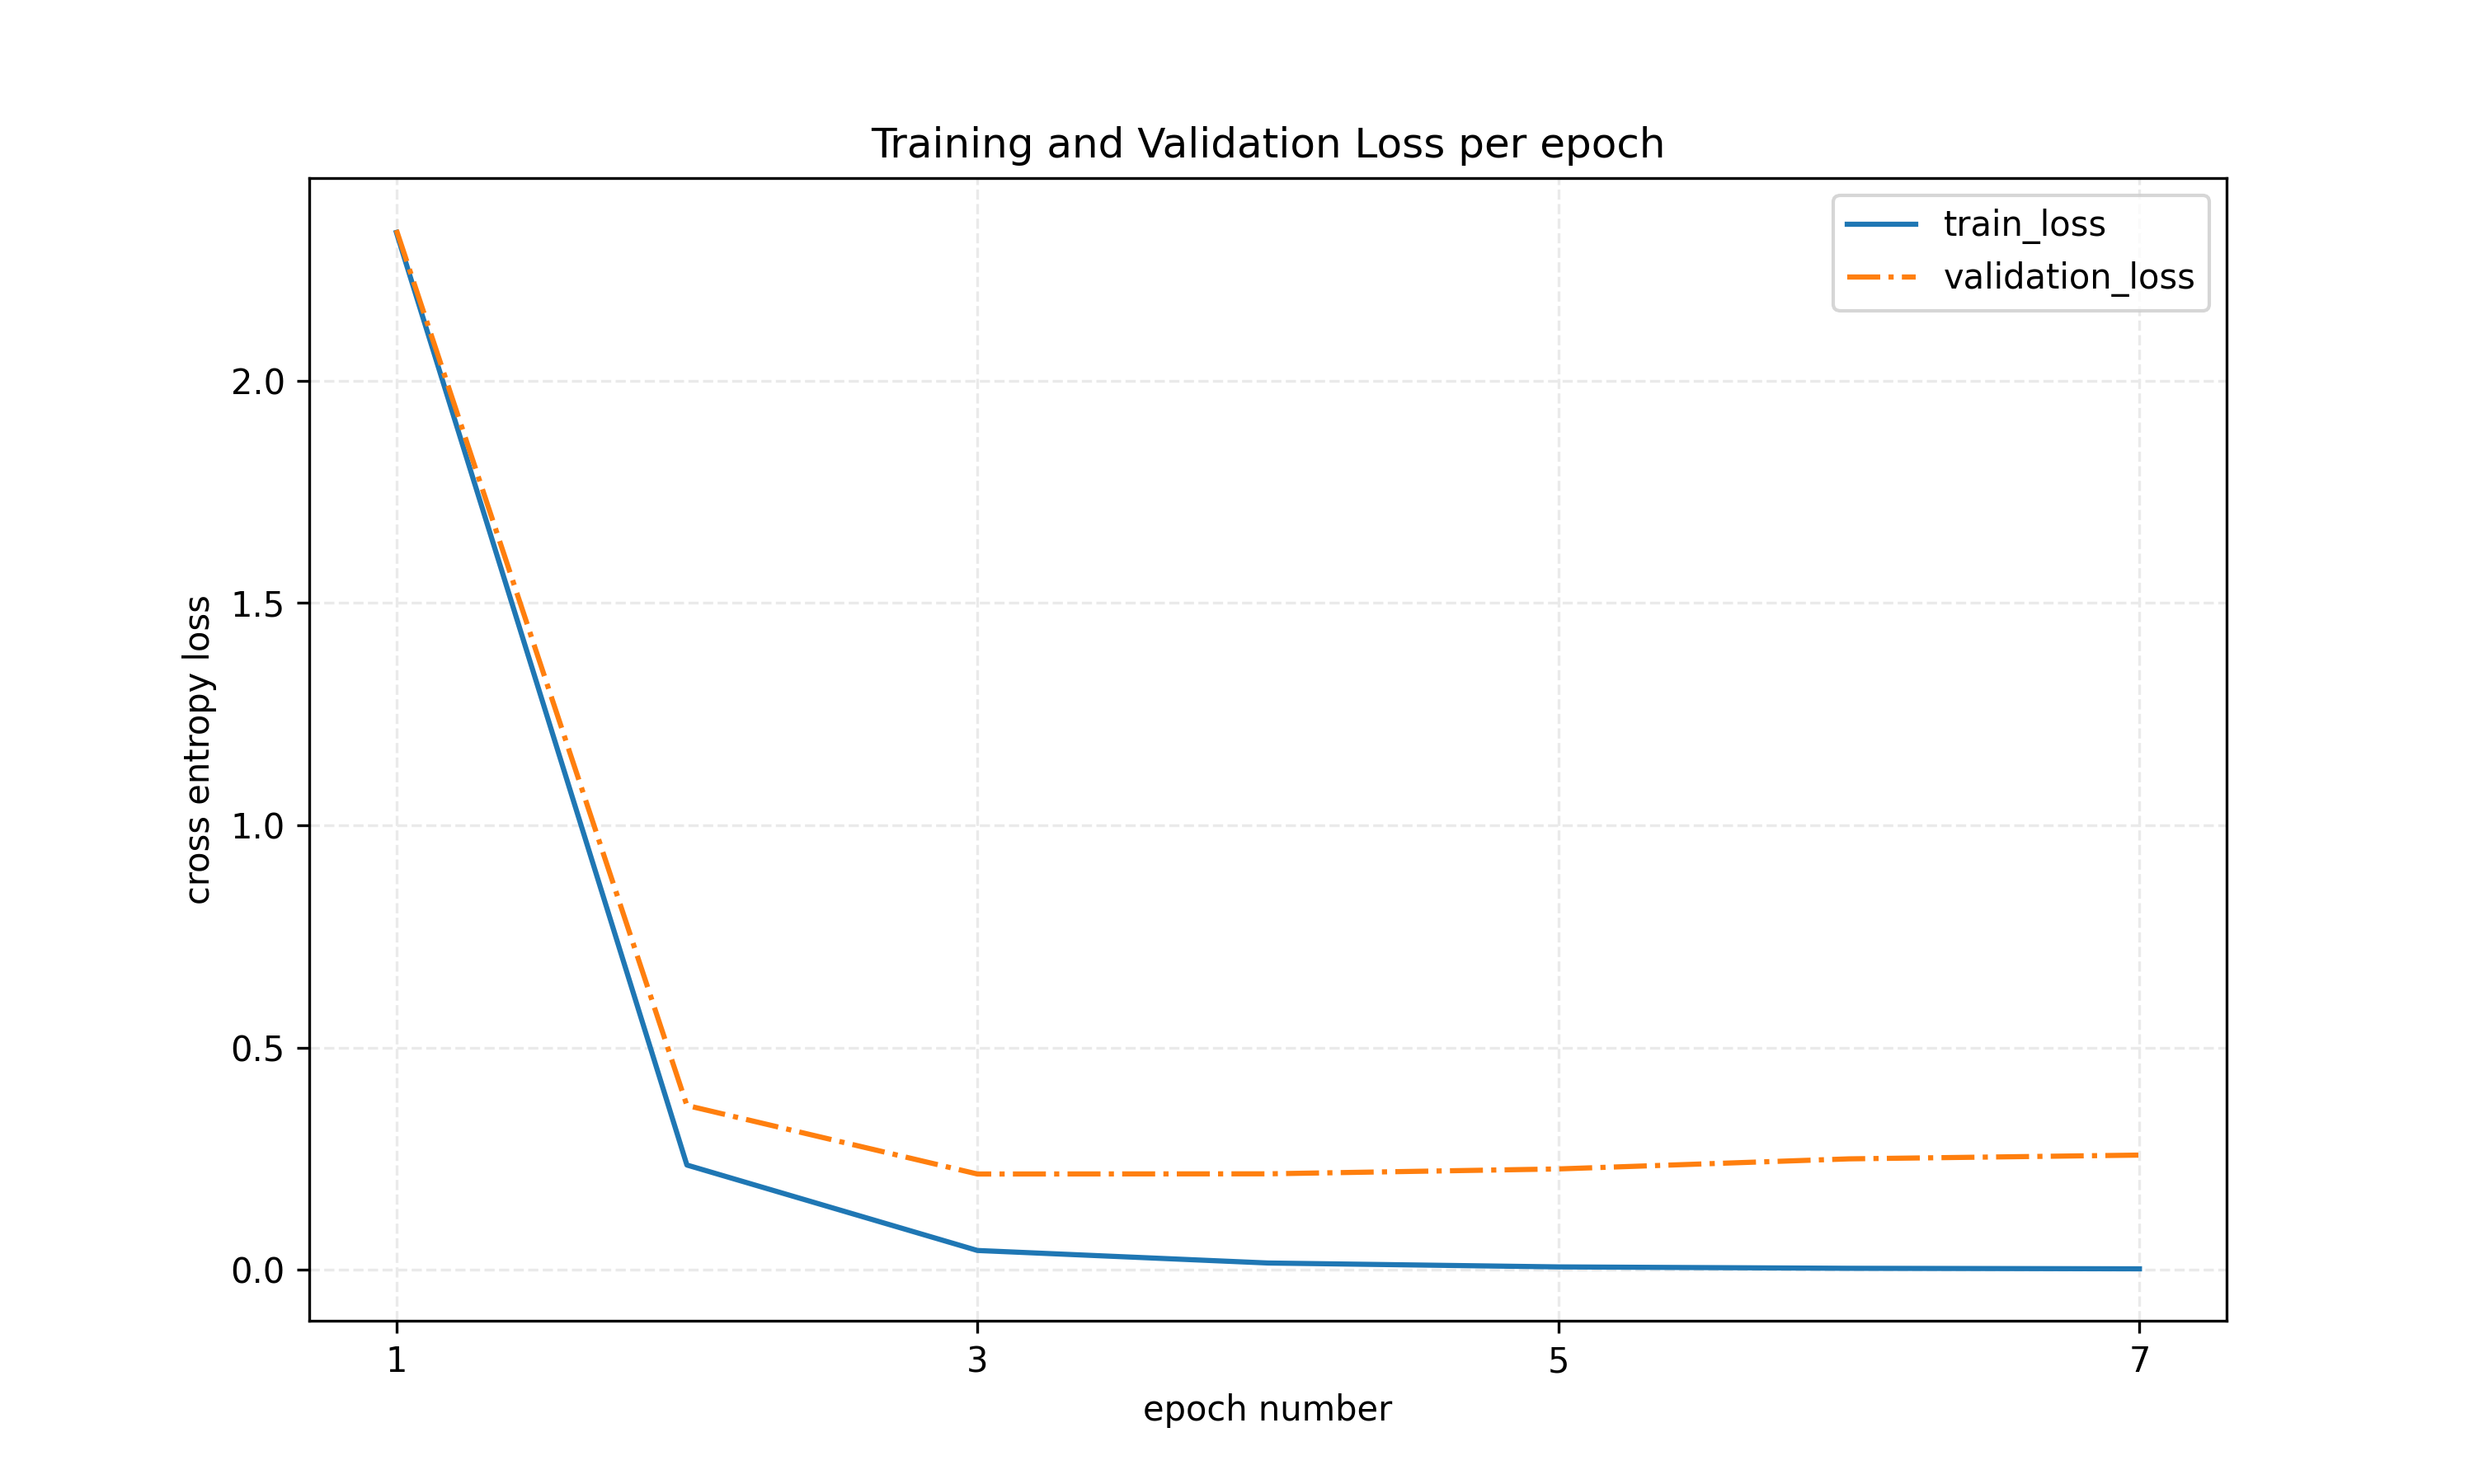 Training and Validation Loss per epoch
train_loss
validation_loss
cross entropy loss
2.0
1.5
1.0
0.5
0.0
1 3 5 7
epoch number